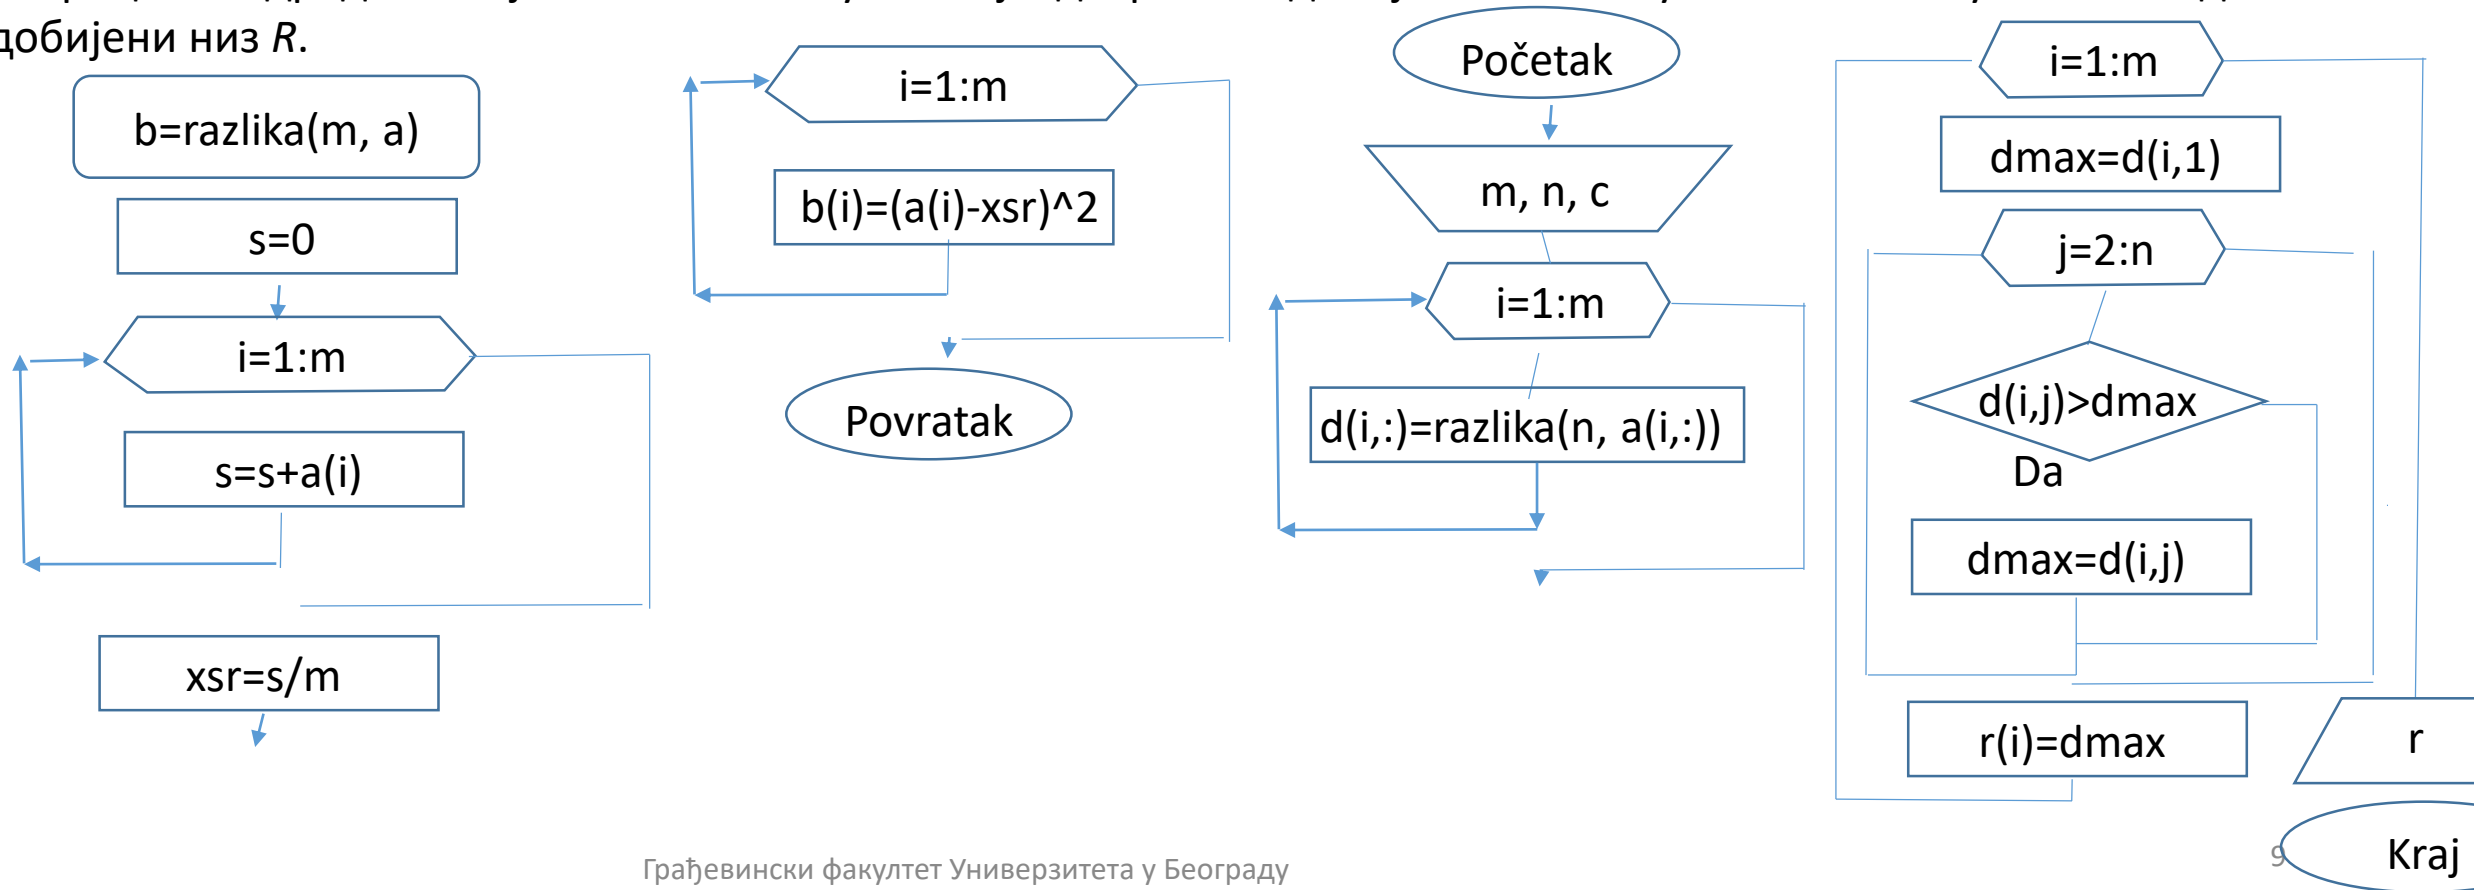 добијени низ R.
b=razlika(m, a)
s=0
i=1:m
s=s+a(i)
xsr=s/m
i=1:m
b(i)=(a(i)-xsr)^2
Povratak
Početak
m, n, c
i=1:m
d(i,:)=razlika(n, a(i,:))
i=1:m
dmax=d(i,1)
j=2:n
d(i,j)>dmax
Da
dmax=d(i,j)
r(i)=dmax
r
Kraj
Грађевински факултет Универзитета у Београду
9